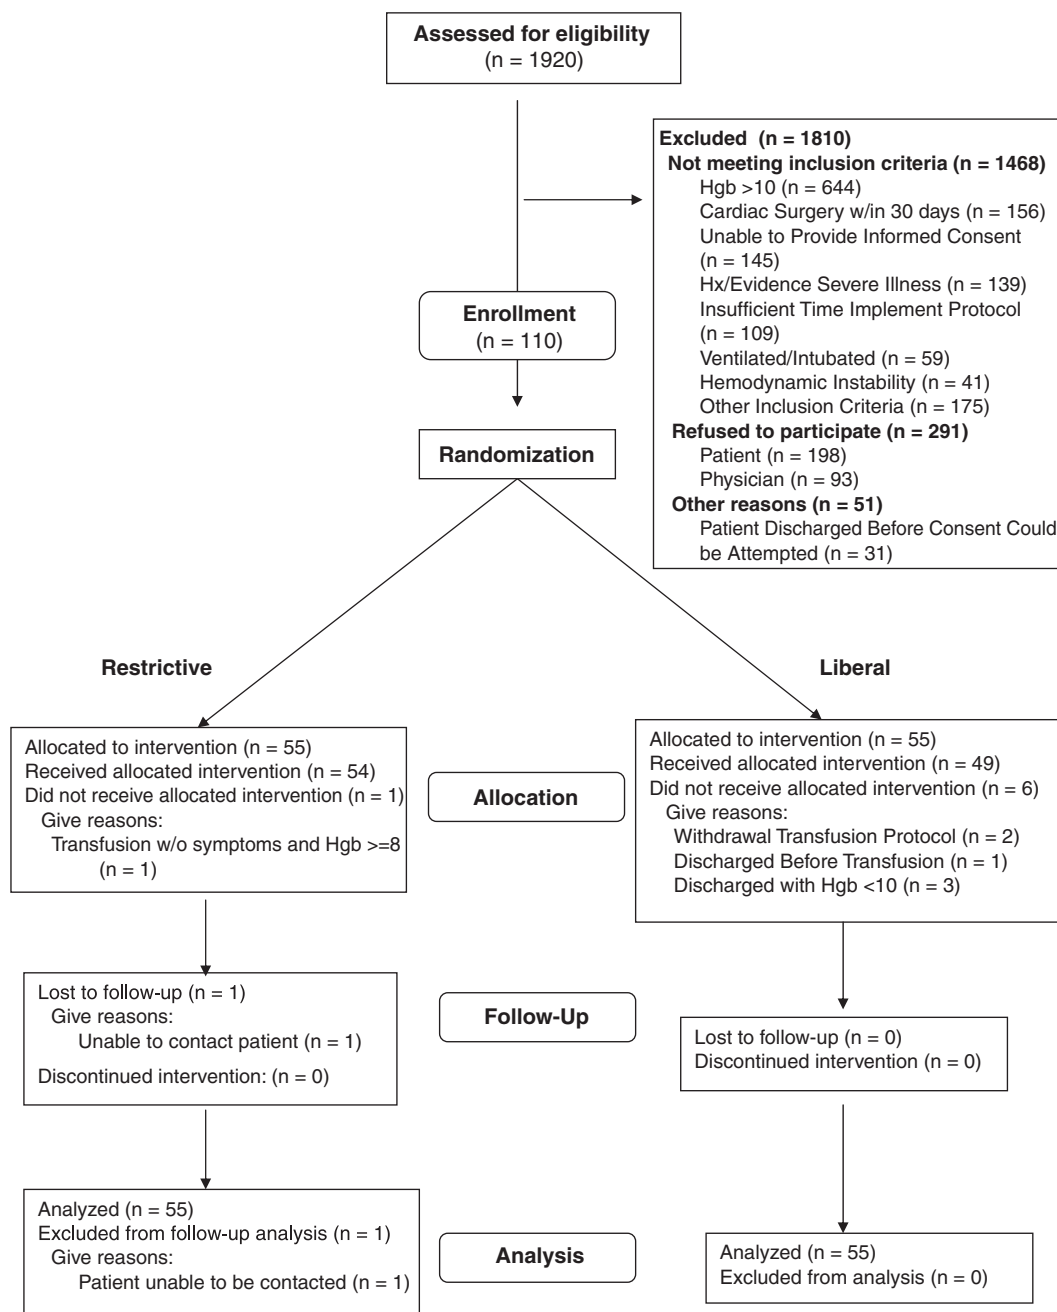 Assessed for eligibility
(n = 1920)
Excluded (n = 1810)
Not meeting inclusion criteria (n = 1468)
Hgb >10 (n = 644)
Cardiac Surgery w/in 30 days (n = 156)
Unable to Provide Informed Consent
(n = 145)
Hx/Evidence Severe Illness (n = 139)
Insufficient Time Implement Protocol
(n = 109)
Ventilated/Intubated (n = 59)
Hemodynamic Instability (n = 41)
Other Inclusion Criteria (n = 175)
Refused to participate (n = 291)
Patient (n = 198)
Physician (n = 93)
Other reasons (n = 51)
Patient Discharged Before Consent Could
be Attempted (n = 31)
Enrollment
(n = 110)
Randomization
Restrictive
Liberal
Allocated to intervention (n = 55)
Received allocated intervention (n = 54)
Did not receive allocated intervention (n = 1)
Give reasons:
Transfusion w/o symptoms and Hgb >=8
(n = 1)
Allocation
Allocated to intervention (n = 55)
Received allocated intervention (n = 49)
Did not receive allocated intervention (n = 6)
Give reasons:
Withdrawal Transfusion Protocol (n = 2)
Discharged Before Transfusion (n = 1)
Discharged with Hgb <10 (n = 3)
Lost to follow-up (n = 1)
Give reasons:
Unable to contact patient (n = 1)
Discontinued intervention: (n = 0)
Follow-Up
Lost to follow-up (n = 0)
Discontinued intervention (n = 0)
Analyzed (n = 55)
Excluded from follow-up analysis (n = 1)
Give reasons:
Patient unable to be contacted (n = 1)
Analysis
Analyzed (n = 55)
Excluded from analysis (n = 0)